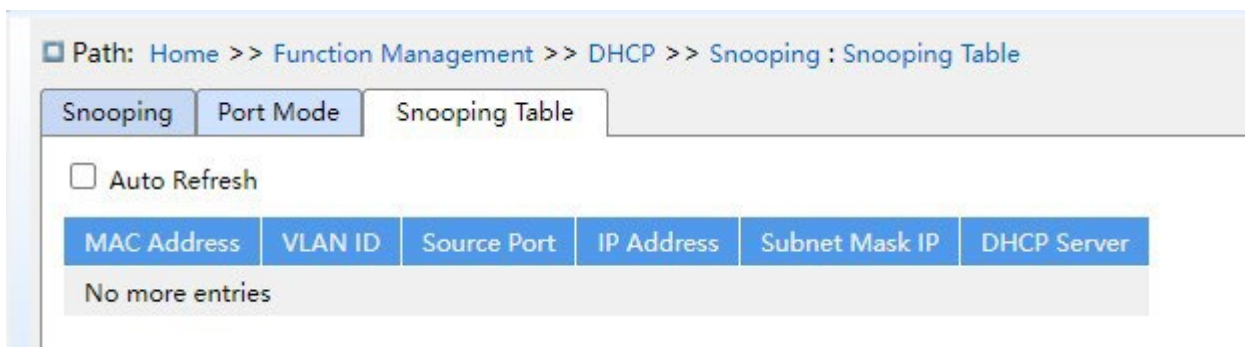 Path: Home >> Function Management >> DHCP >> Snooping : Snooping Table
Snooping Port Mode Snooping Table
Auto Refresh
MAC Address VLAN ID Source Port IP Address Subnet Mask IP DHCP Server
No more entries